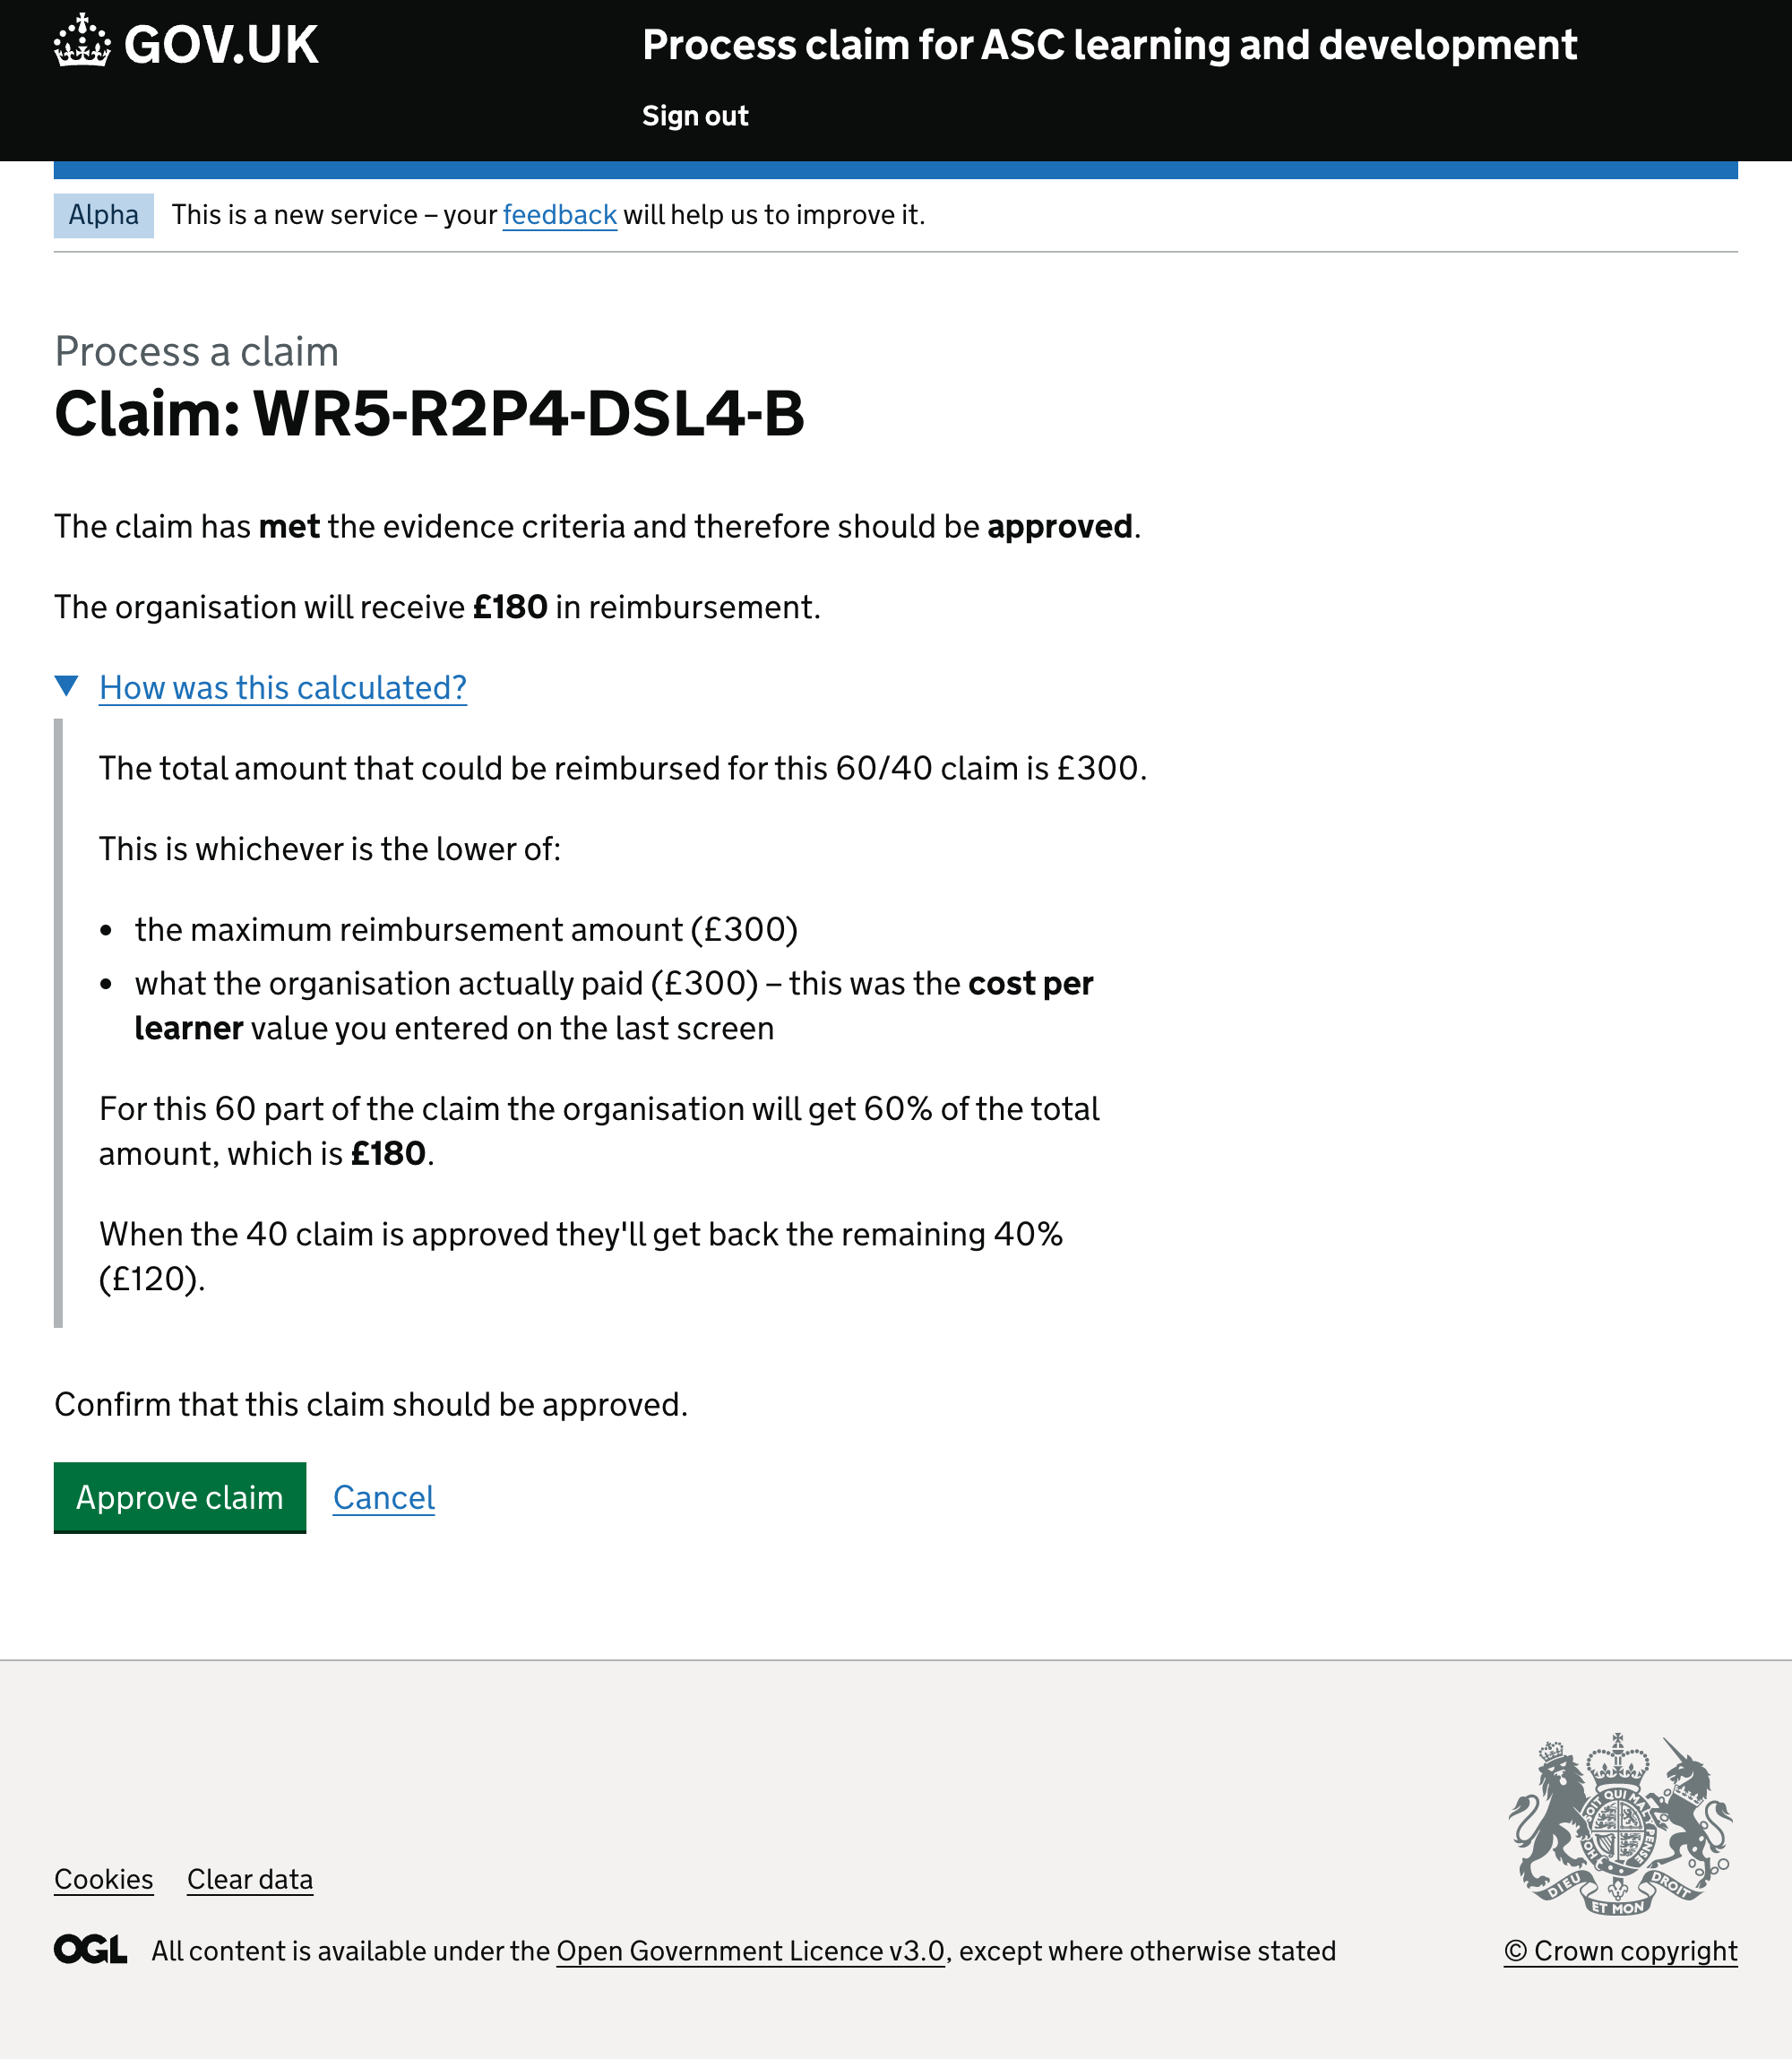 GOV.UK
Process claim for ASC learning and development
Sign out
Alpha
This is a new service – your feedback will help us to improve it.
Process a claim
Claim: WR5-R2P4-DSL4-B
The claim has met the evidence criteria and therefore should be approved.
The organisation will receive £180 in reimbursement.
▼ How was this calculated?
The total amount that could be reimbursed for this 60/40 claim is £300.
This is whichever is the lower of:
• the maximum reimbursement amount (£300)
• what the organisation actually paid (£300) – this was the cost per
learner value you entered on the last screen
For this 60 part of the claim the organisation will get 60% of the total
amount, which is £180.
When the 40 claim is approved they'll get back the remaining 40%
(£120).
Confirm that this claim should be approved.
Approve claim
Cancel
SOIT QUI MAL
HO
PENSE
DIEU
ET MON
DROIT
Cookies
Clear data
OGL
All content is available under the Open Government Licence v3.0, except where otherwise stated
© Crown copyright